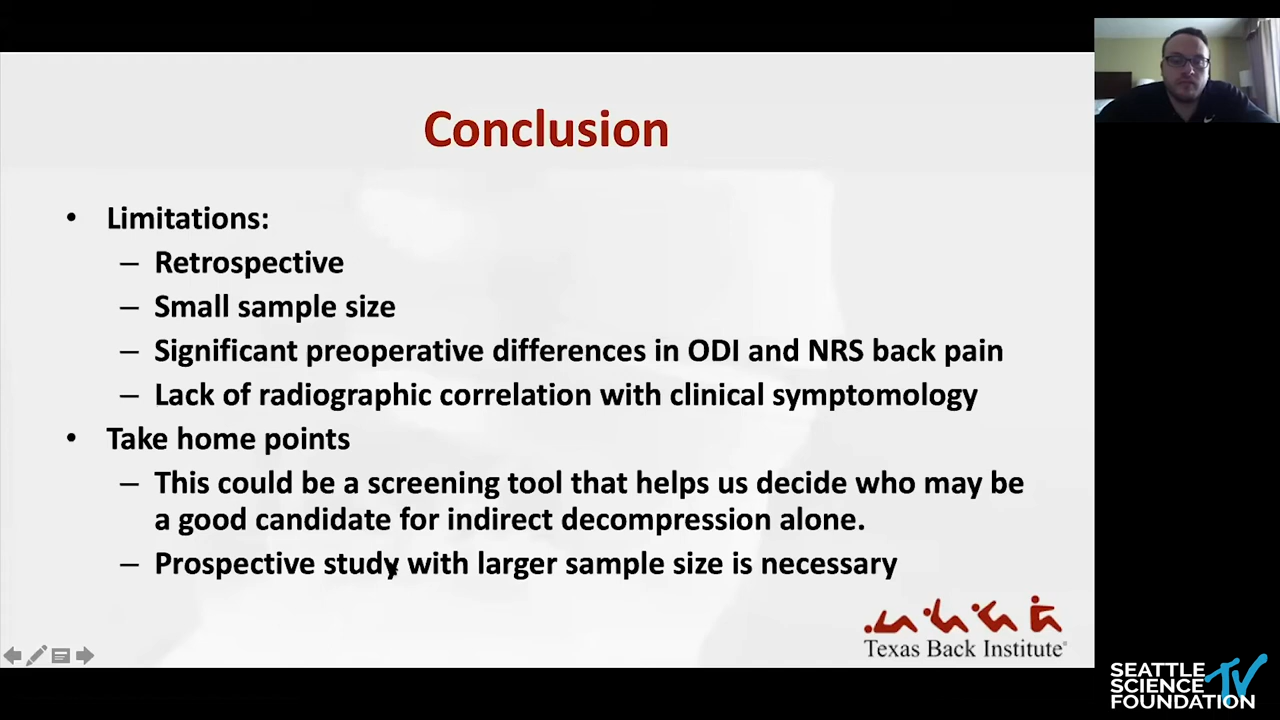 Conclusion
• Limitations:
– Retrospective
– Small sample size
– Significant preoperative differences in ODI and NRS back pain
– Lack of radiographic correlation with clinical symptomology
• Take home points
– This could be a screening tool that helps us decide who may be
a good candidate for indirect decompression alone.
– Prospective study with larger sample size is necessary
Texas Back Institute®
SEATTLE
SCIENCE
FOUNDATION
TV